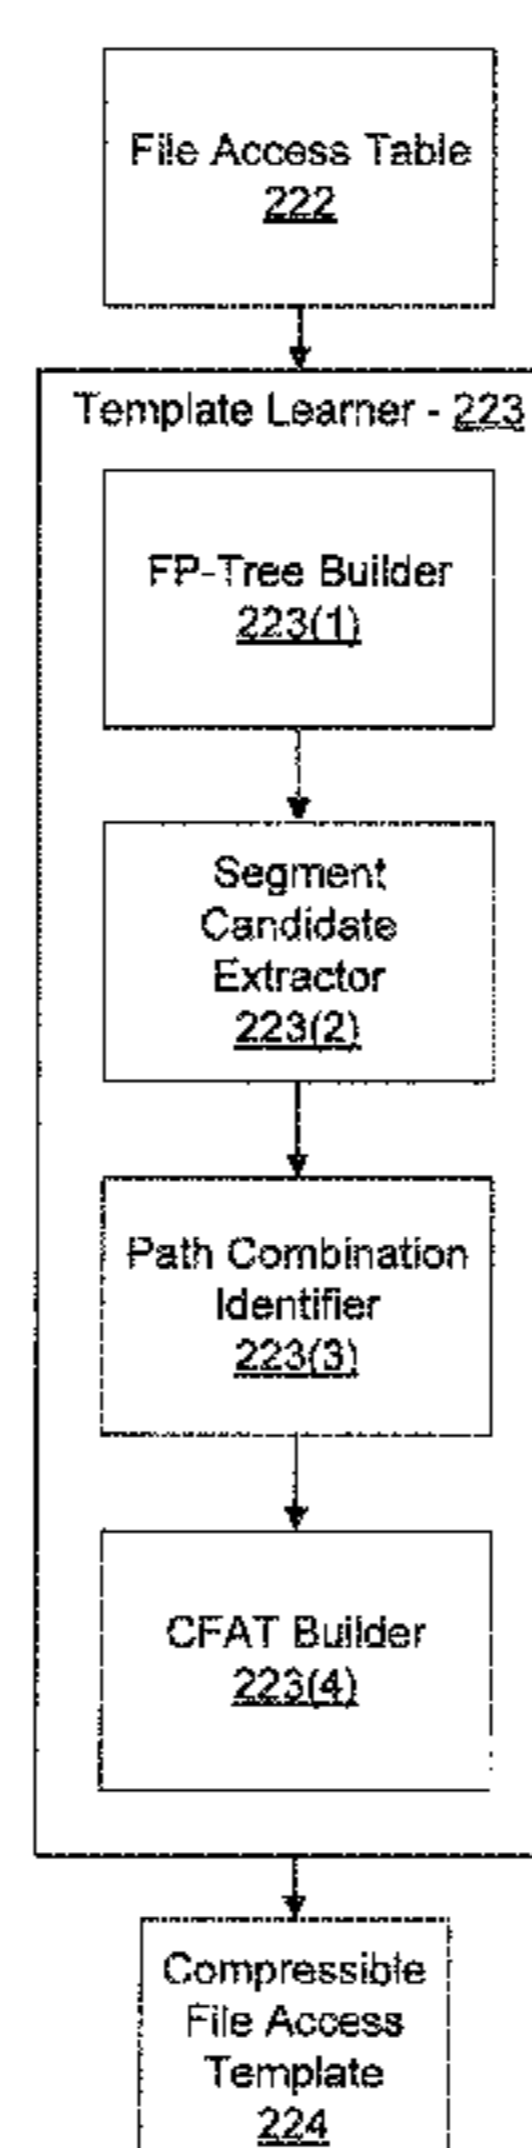 File Access Table
222
Template Learner - 223
FP-Tree Builder
223(1)
Segment
Candidate
Extractor
223(2)
Path Combination
Identifier
223(3)
CFAT Builder
223(4)
Compressible
File Access
Template
224